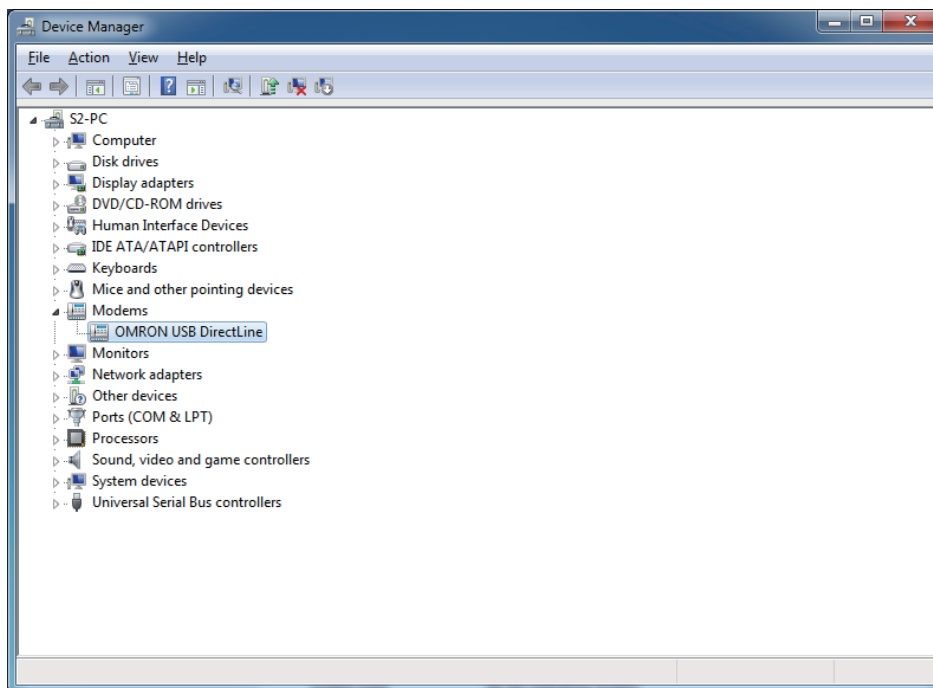 Device Manager
File Action View Help
S2-PC
Computer
Disk drives
Display adapters
DVD/CD-ROM drives
Human Interface Devices
IDE ATA/ATAPI controllers
Keyboards
Mice and other pointing devices
Modems
OMRON USB DirectLine
Monitors
Network adapters
Other devices
Ports (COM & LPT)
Processors
Sound, video and game controllers
System devices
Universal Serial Bus controllers